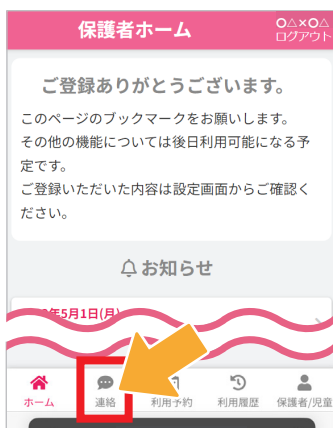 保護者ホーム
○△×○△
ログアウト
ご登録ありがとうございます。
このページのブックマークをお願いします。
その他の機能については後日利用可能になる予
定です。
ご登録いただいた内容は設定画面からご確認く
ださい。
お知らせ
年5月1日(月)
ホーム
連絡
利用予約
利用履歴
保護者/児童